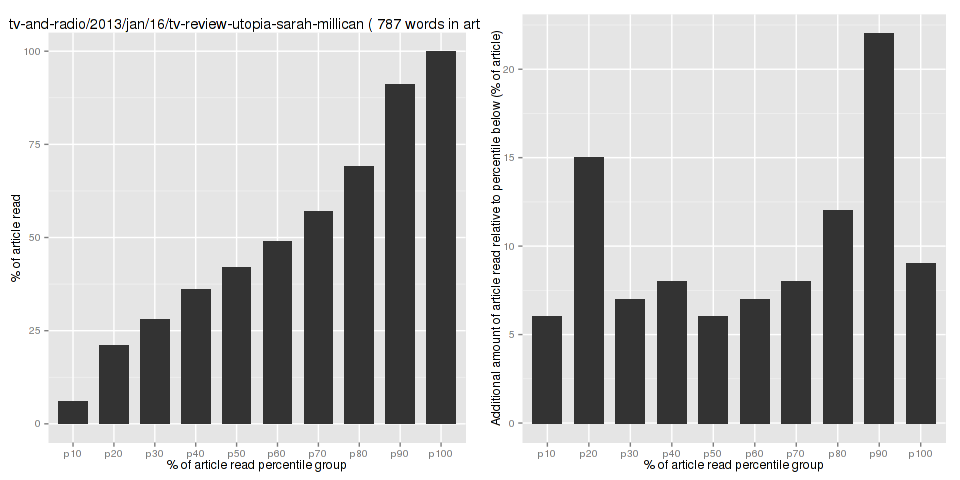 tv-and-radio/2013/jan/16/tv-review-utopia-sarah-millican ( 787 words in art
% of article read
100
75
50
25
0
p10 p20 p30 p40 p50 p60 p70 p80 p90 p100
% of article read percentile group
Additional amount of article read relative to percentile below (% of article)
20
15
10
5
0
p10 p20 p30 p40 p50 p60 p70 p80 p90 p100
% of article read percentile group